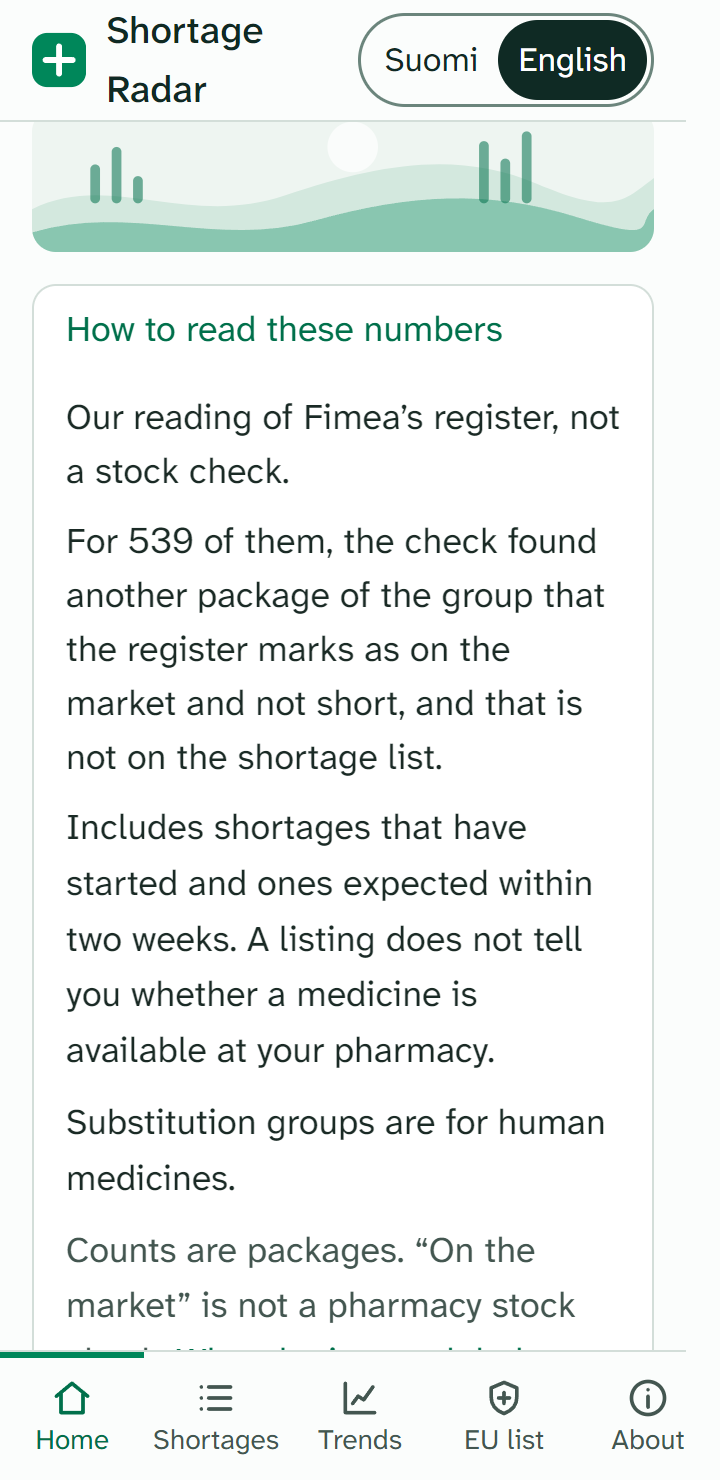 Shortage
Radar
Suomi
English
How to read these numbers
Our reading of Fimea’s register, not
a stock check.
For 539 of them, the check found
another package of the group that
the register marks as on the
market and not short, and that is
not on the shortage list.
Includes shortages that have
started and ones expected within
two weeks. A listing does not tell
you whether a medicine is
available at your pharmacy.
Substitution groups are for human
medicines.
Counts are packages. “On the
market” is not a pharmacy stock
Home
Shortages
Trends
EU list
About